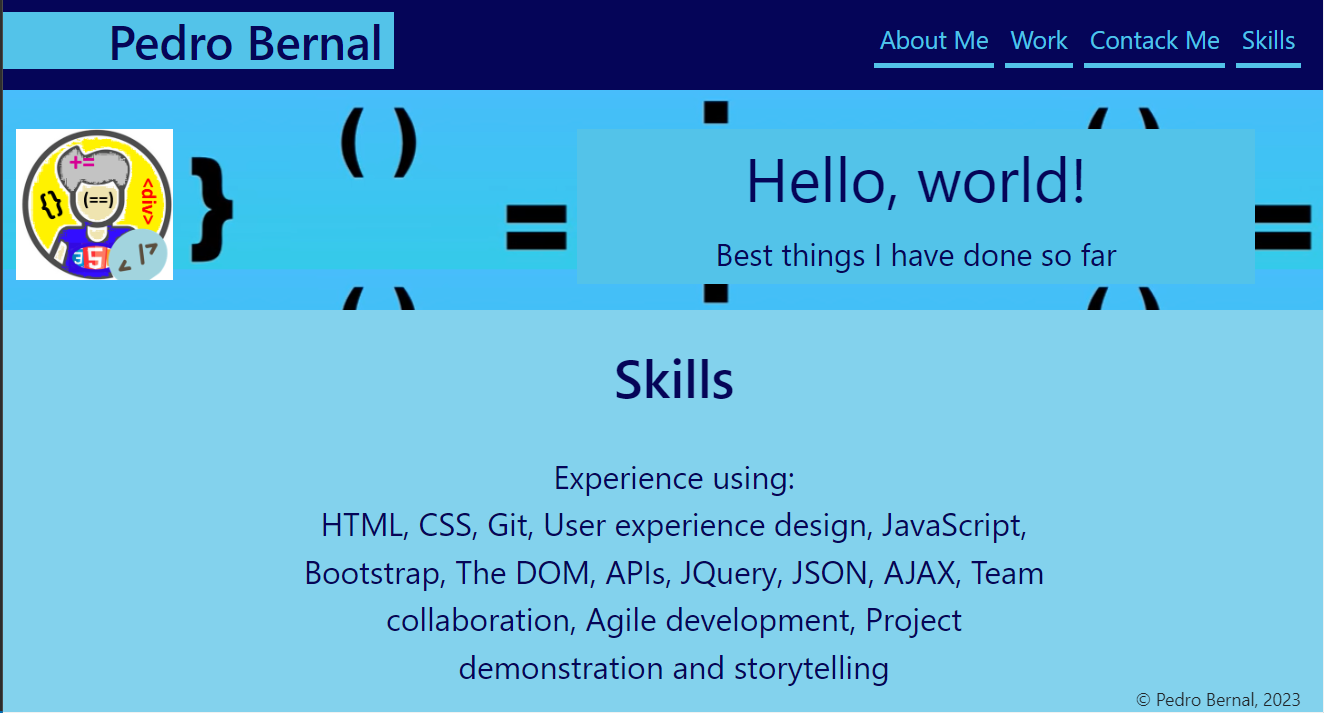 Pedro Bernal
About Me Work Contack Me Skills
( )
+=
{} (==) <div>
}
=
=
Hello, world!
Best things I have done so far
Skills
Experience using:
HTML, CSS, Git, User experience design, JavaScript,
Bootstrap, The DOM, APIs, JQuery, JSON, AJAX, Team
collaboration, Agile development, Project
demonstration and storytelling
© Pedro Bernal, 2023